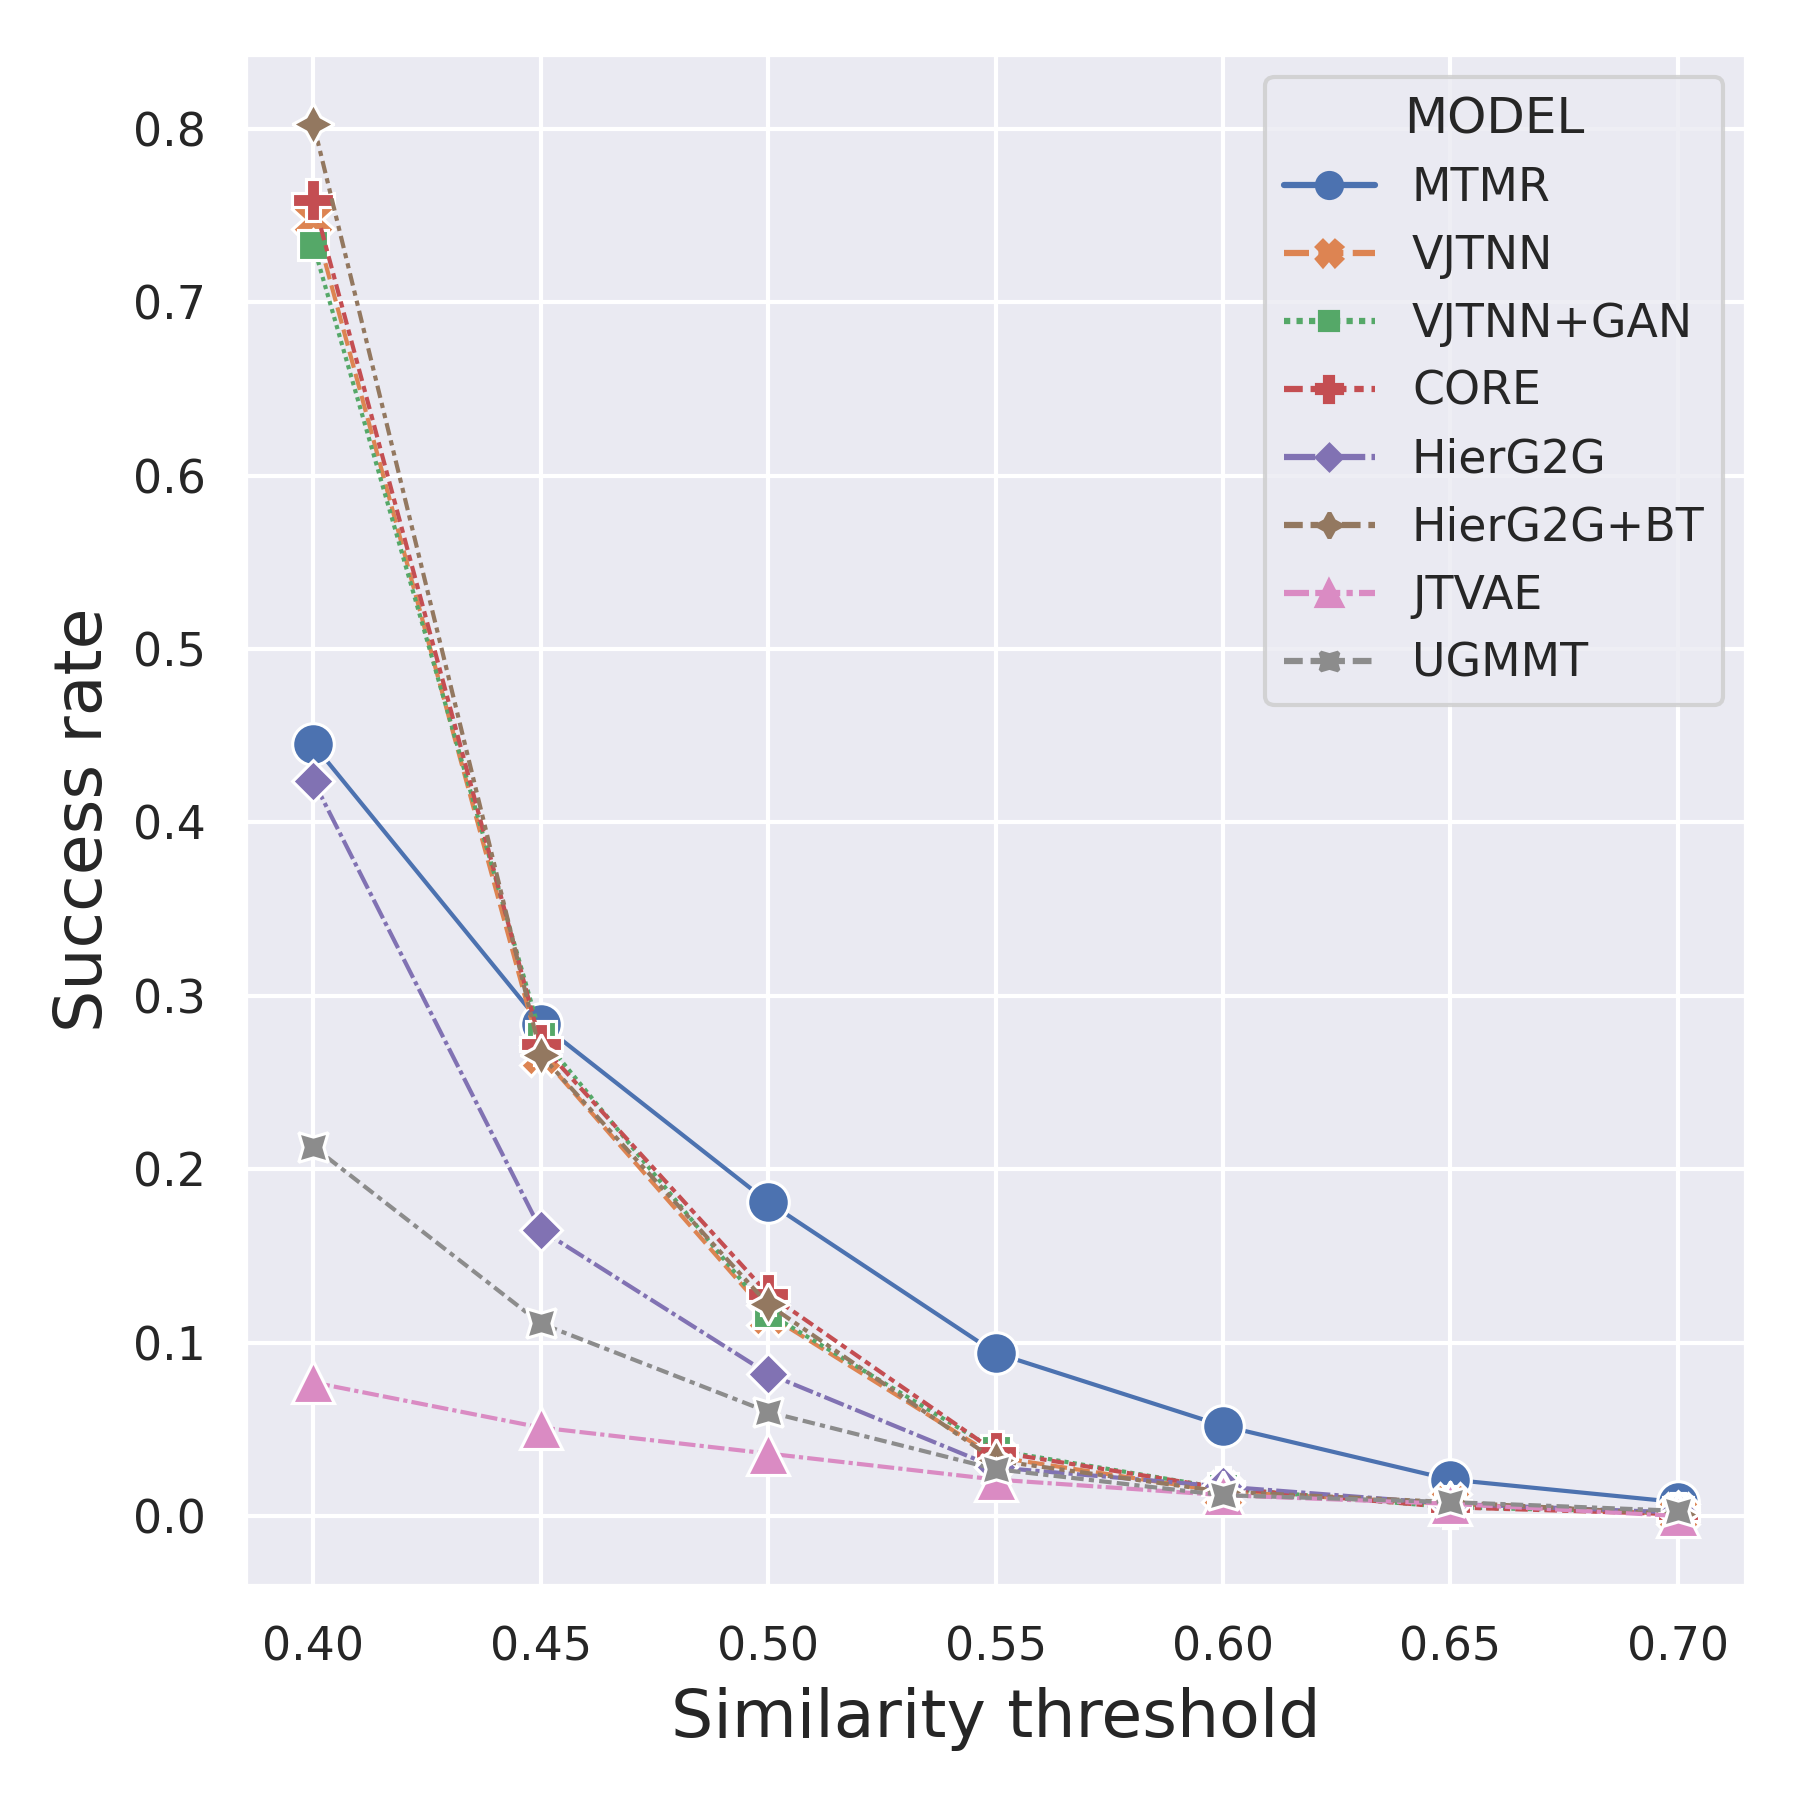 MODEL
MTMR
VJTNN
VJTNN+GAN
CORE
HierG2G
HierG2G+BT
JTVAE
UGMMT
Success rate
0.8
0.7
0.6
0.5
0.4
0.3
0.2
0.1
0.0
0.40 0.45 0.50 0.55 0.60 0.65 0.70
Similarity threshold